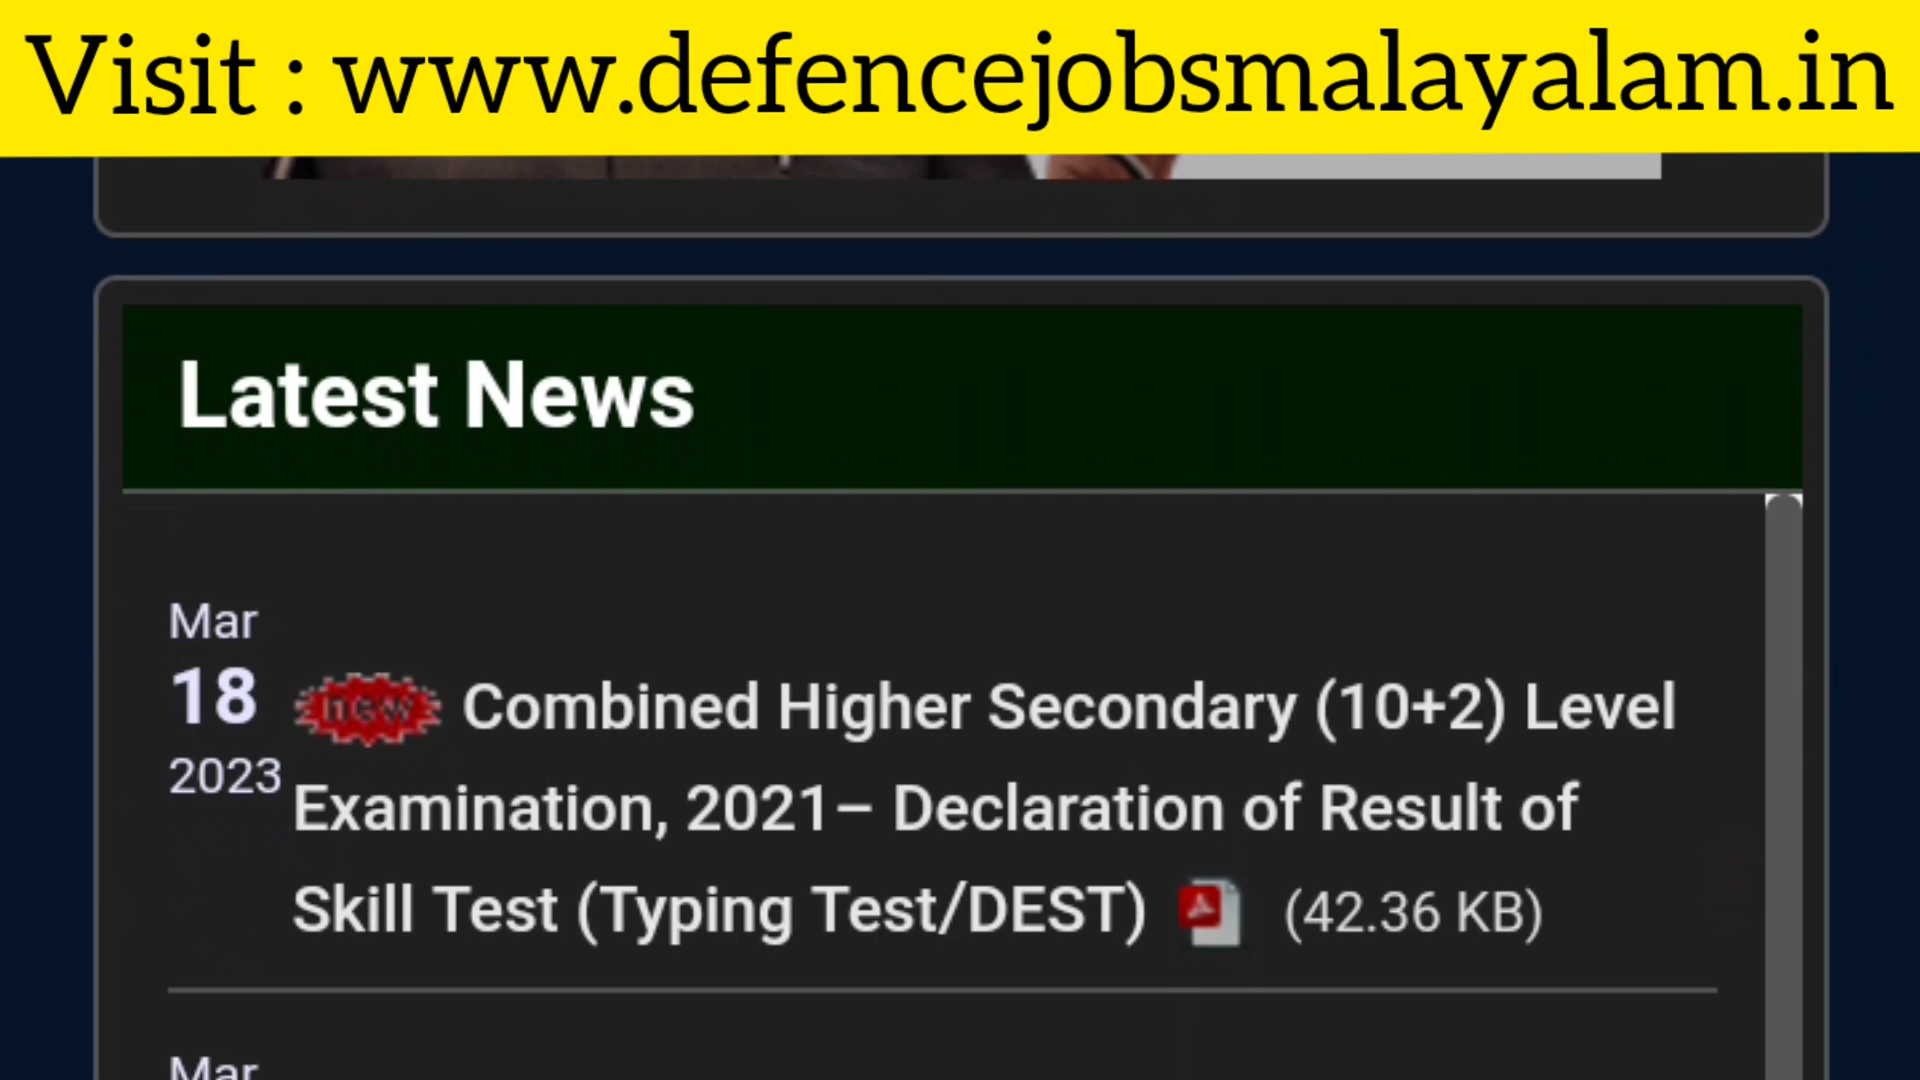 Visit : www.defencejobsmalayalam.in
Latest News
Mar
18
2023
new Combined Higher Secondary (10+2) Level
Examination, 2021– Declaration of Result of
Skill Test (Typing Test/DEST) (42.36 KB)
Mar